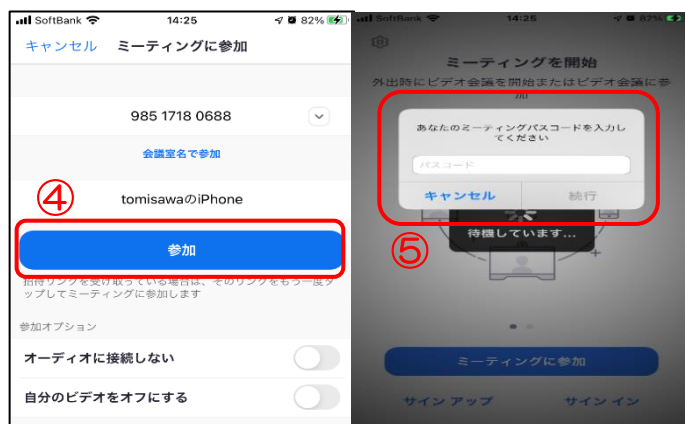 SoftBank 14:25 82%
キャンセル ミーティングに参加
985 1718 0688
会議室名で参加
④
tomisawaのiPhone
参加
招待リンクを受け取っている場合は、そのリンクをもう一度タ
ップしてミーティングに参加します
参加オプション
オーディオに接続しない
自分のビデオをオフにする
SoftBank 14:25 82%
ミーティングを開始
外出時にビデオ会議を開始またはビデオ会議に参
加
あなたのミーティングパスコードを入力し
てください
パスコード
キャンセル 続行
⑤
待機しています...
ミーティングに参加
サインアップ サインイン